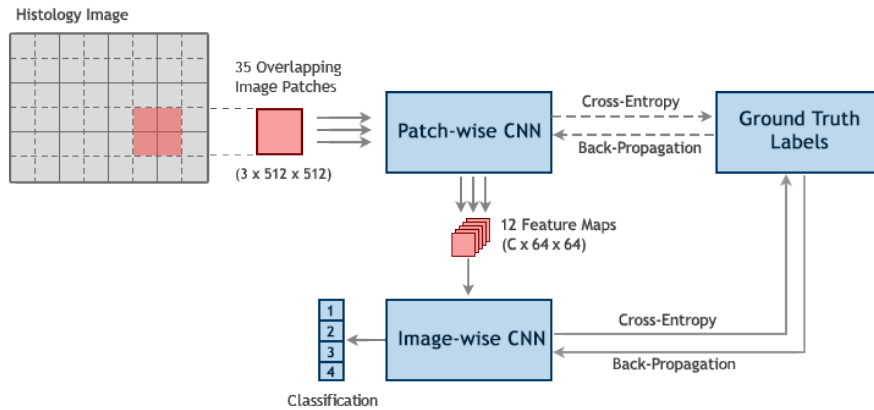 Histology Image
35 Overlapping
Image Patches
(3 x 512 x 512)
Patch-wise CNN
Cross-Entropy
Back-Propagation
Ground Truth
Labels
12 Feature Maps
(C x 64 x 64)
1
2
3
4
Classification
Image-wise CNN
Cross-Entropy
Back-Propagation